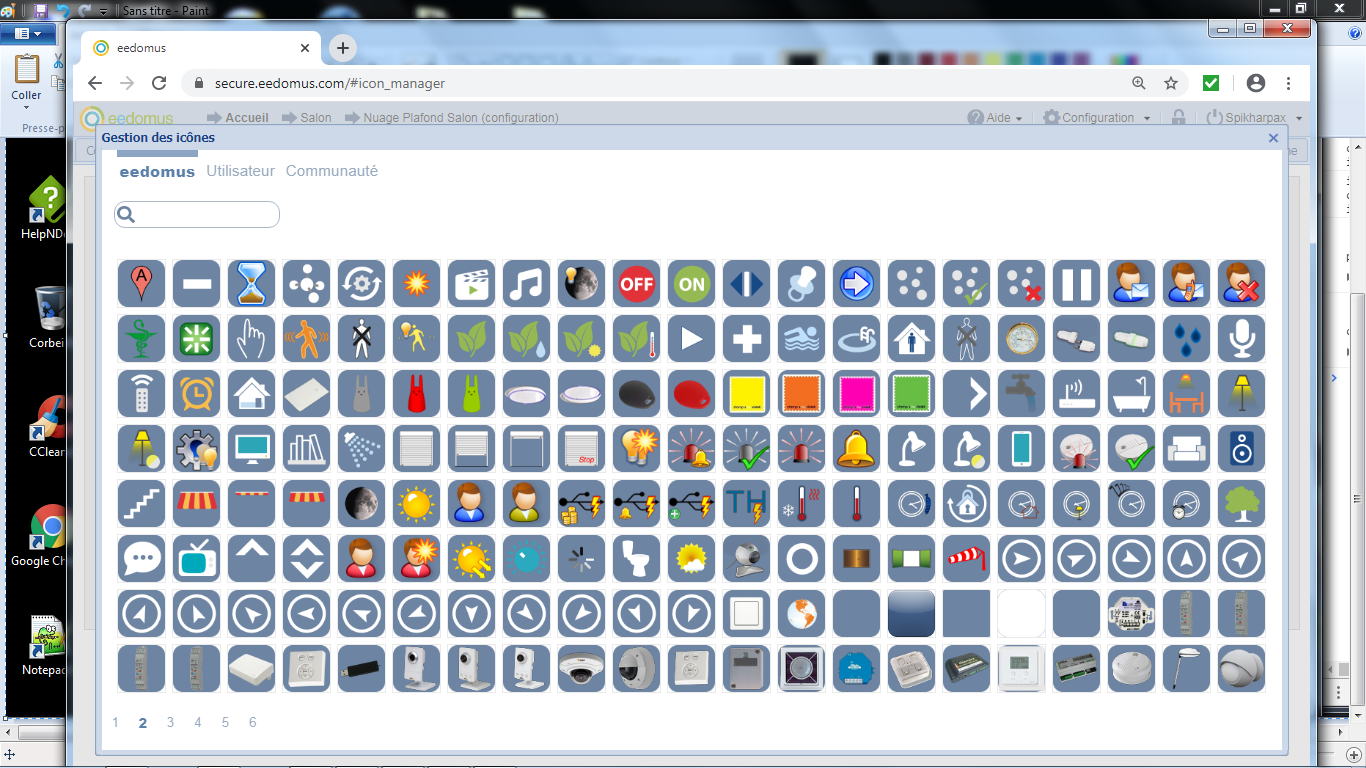 Sans titre - Paint
eedomus
secure.eedomus.com/#icon_manager
Coller
Presse-p
eedomus
Accueil
Salon
Nuage Plafond Salon (configuration)
Aide
Configuration
Spikharpax
Gestion des icônes
eedomus
Utilisateur
Communauté
A
OFF
ON
Stop
TH
1 2 3 4 5 6
HelpND
Corbei
CClear
Google Ch
Notepac